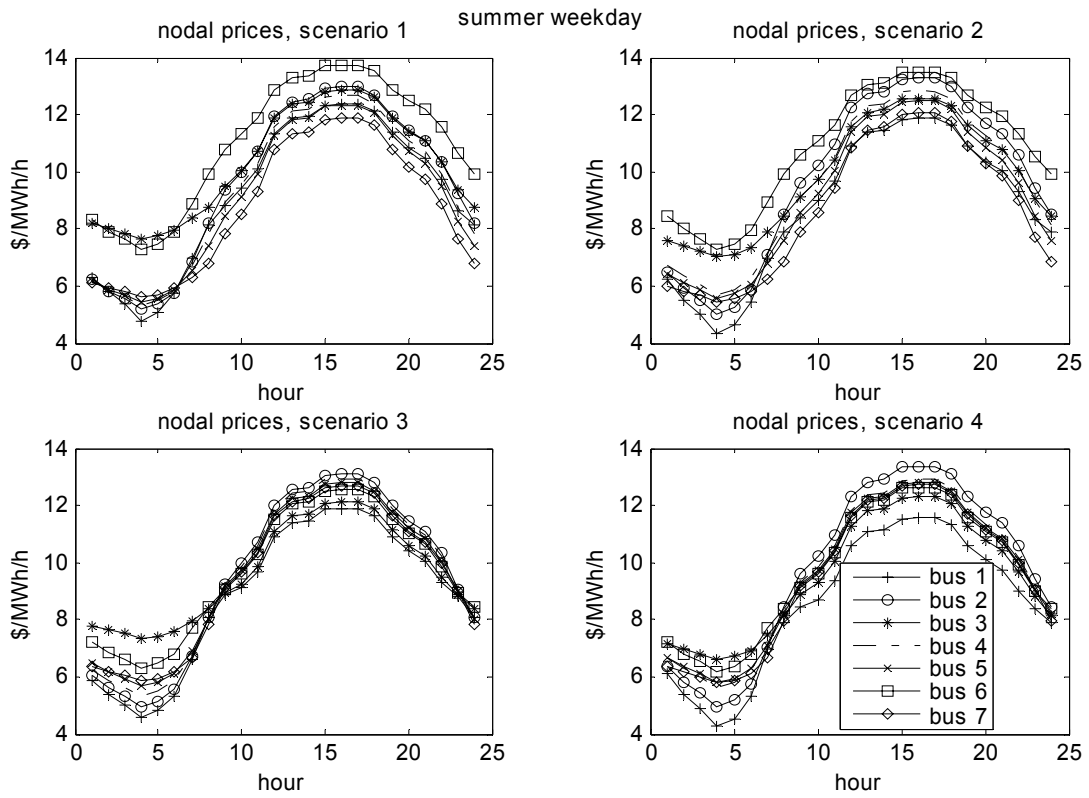 summer weekday
nodal prices, scenario 1
14
12
10
8
6
4
$/MWh/h
0
5
10
15
20
25
hour
nodal prices, scenario 2
14
12
10
8
6
4
$/MWh/h
0
5
10
15
20
25
hour
nodal prices, scenario 3
14
12
10
8
6
4
$/MWh/h
0
5
10
15
20
25
hour
nodal prices, scenario 4
14
12
10
8
6
4
$/MWh/h
bus 1
bus 2
bus 3
bus 4
bus 5
bus 6
bus 7
0
5
10
15
20
25
hour